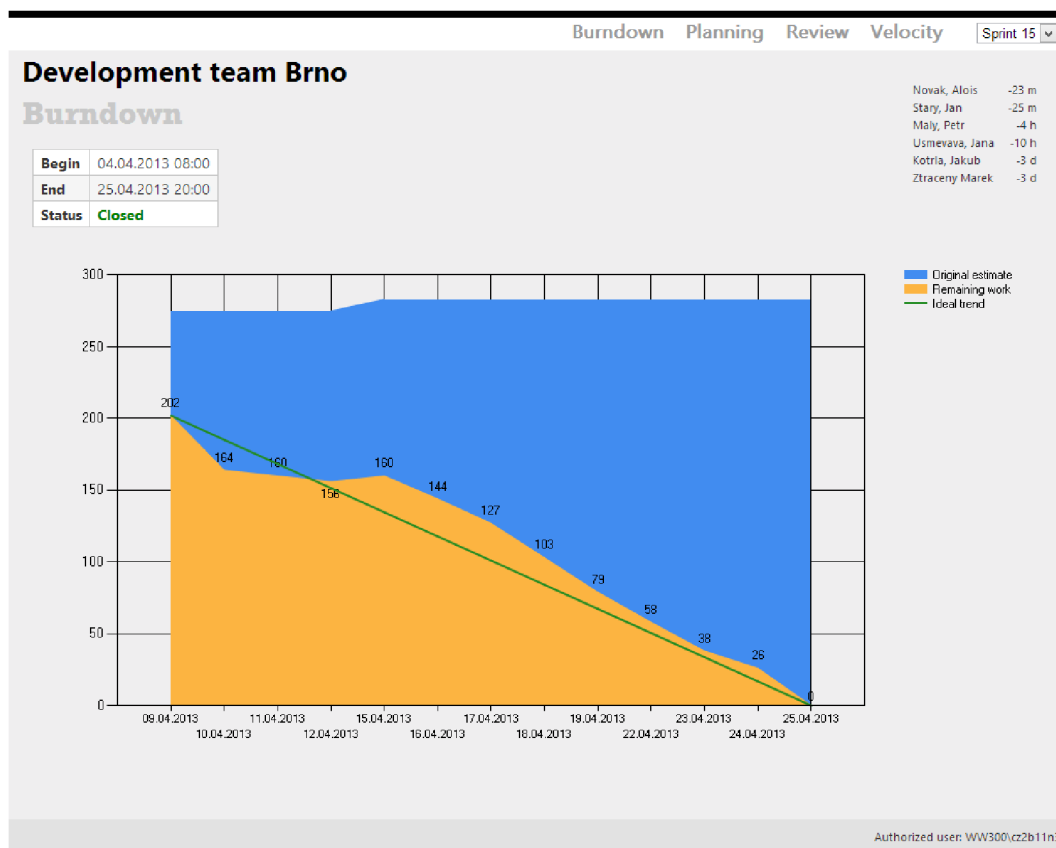 Burndown Planning Review Velocity Sprint 15
Development team Brno
Burndown
Novak, Alois -23 m
Stary, Jan -25 m
Maly, Petr -4 h
Usmevava, Jana -10 h
Kotrla, Jakub -3 d
Ztraceny Marek -3 d
Begin 04.04.2013 08:00
End 25.04.2013 20:00
Status Closed
Original estimate
Remaining work
Ideal trend
300
250
200
150
100
50
0
202
164
160
156
160
144
127
103
79
58
38
26
0
09.04.2013 11.04.2013 15.04.2013 17.04.2013 19.04.2013 23.04.2013 25.04.2013
10.04.2013 12.04.2013 16.04.2013 18.04.2013 22.04.2013 24.04.2013
Authorized user: WW300\cz2b11n